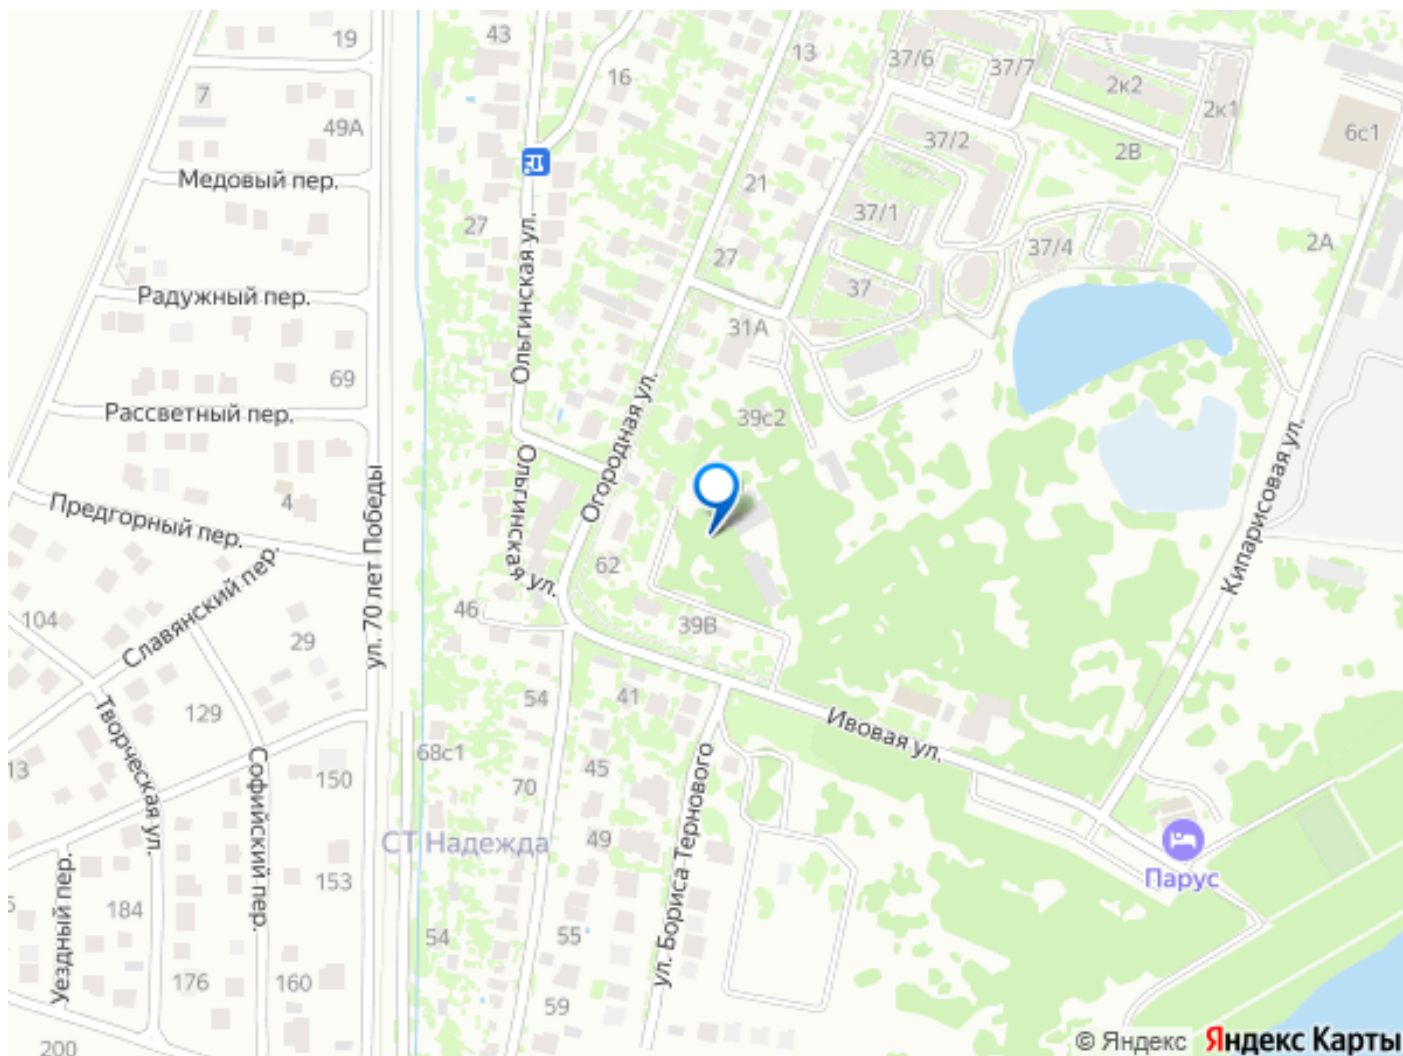 19
43
13
37/6
37/7
2к2
2к1
6с1
7
16
49А
37/2
2В
Медовый пер.
21
27
37/1
37/4
2А
27
Радужный пер.
37
Ольгинская ул.
31А
69
Рассветный пер.
39с2
Огородная ул.
Кипарисовая ул.
4
Предгорный пер.
ул. 70 лет Победы
Ольгинская ул.
62
46
104
Славянский пер.
29
39В
54
41
129
Творческая ул.
Ивовая ул.
13
Софийский пер.
150
68с1
45
70
ул. Бориса Тернового
СТ Надежда
49
Парус
153
184
Уездный пер.
54
55
176
160
59
200
© Яндекс Яндекс Карты